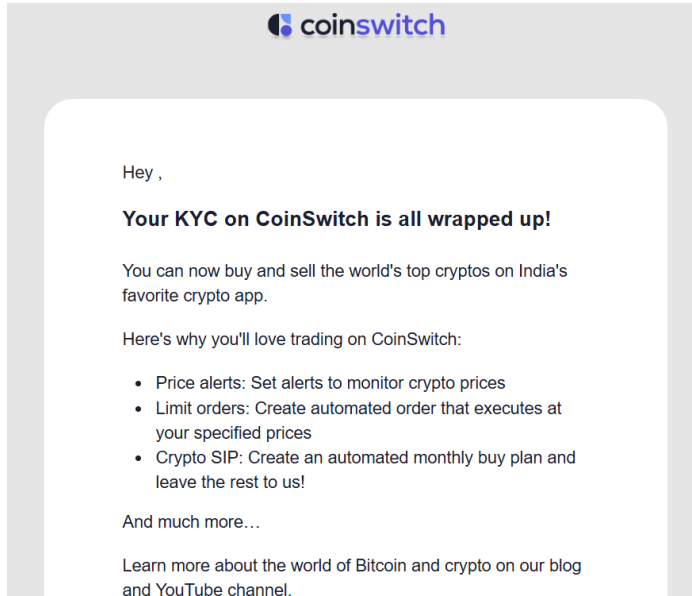 coinswitch
Hey ,
Your KYC on CoinSwitch is all wrapped up!
You can now buy and sell the world's top cryptos on India's
favorite crypto app.
Here's why you'll love trading on CoinSwitch:
• Price alerts: Set alerts to monitor crypto prices
• Limit orders: Create automated order that executes at
your specified prices
• Crypto SIP: Create an automated monthly buy plan and
leave the rest to us!
And much more…
Learn more about the world of Bitcoin and crypto on our blog
and YouTube channel.